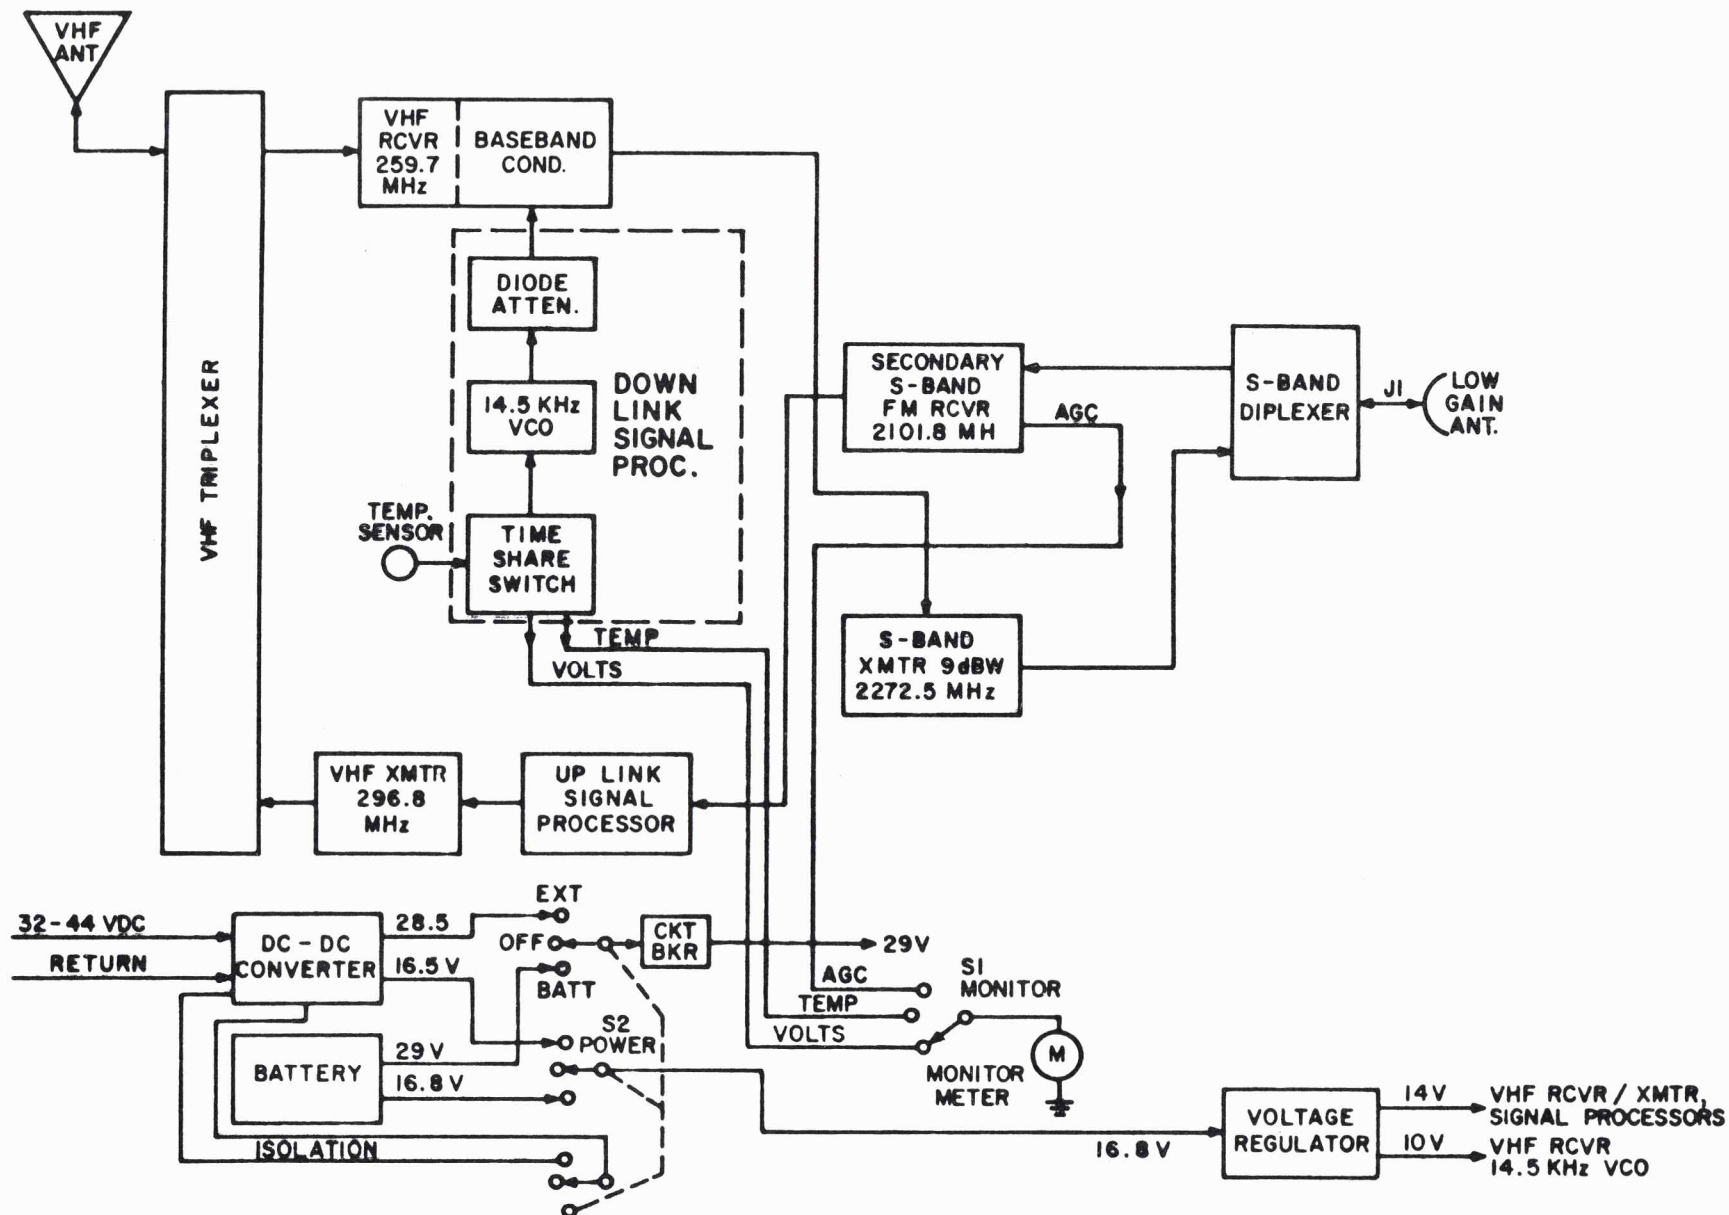 VHF
ANT
VHF TRIPLEXER
VHF
RCVR
259.7
MHz
BASEBAND
COND.
DIODE
ATTEN.
14.5 KHz
VCO
DOWN
LINK
SIGNAL
PROC.
TEMP.
SENSOR
TIME
SHARE
SWITCH
TEMP
VOLTS
SECONDARY
S-BAND
FM RCVR
2101.8 MH
AGC
S-BAND
DIPLEXER
J1
LOW
GAIN
ANT.
S-BAND
XMTR 9dBW
2272.5 MHz
VHF XMTR
296.8
MHz
UP LINK
SIGNAL
PROCESSOR
32-44 VDC
RETURN
DC-DC
CONVERTER
28.5
16.5 V
EXT
OFF
BATT
CKT
BKR
29V
BATTERY
29 V
16.8 V
S2
POWER
ISOLATION
AGC
TEMP
VOLTS
S1
MONITOR
M
MONITOR
METER
16.8V
VOLTAGE
REGULATOR
14V
VHF RCVR / XMTR,
SIGNAL PROCESSORS
10V
VHF RCVR
14.5 KHz VCO